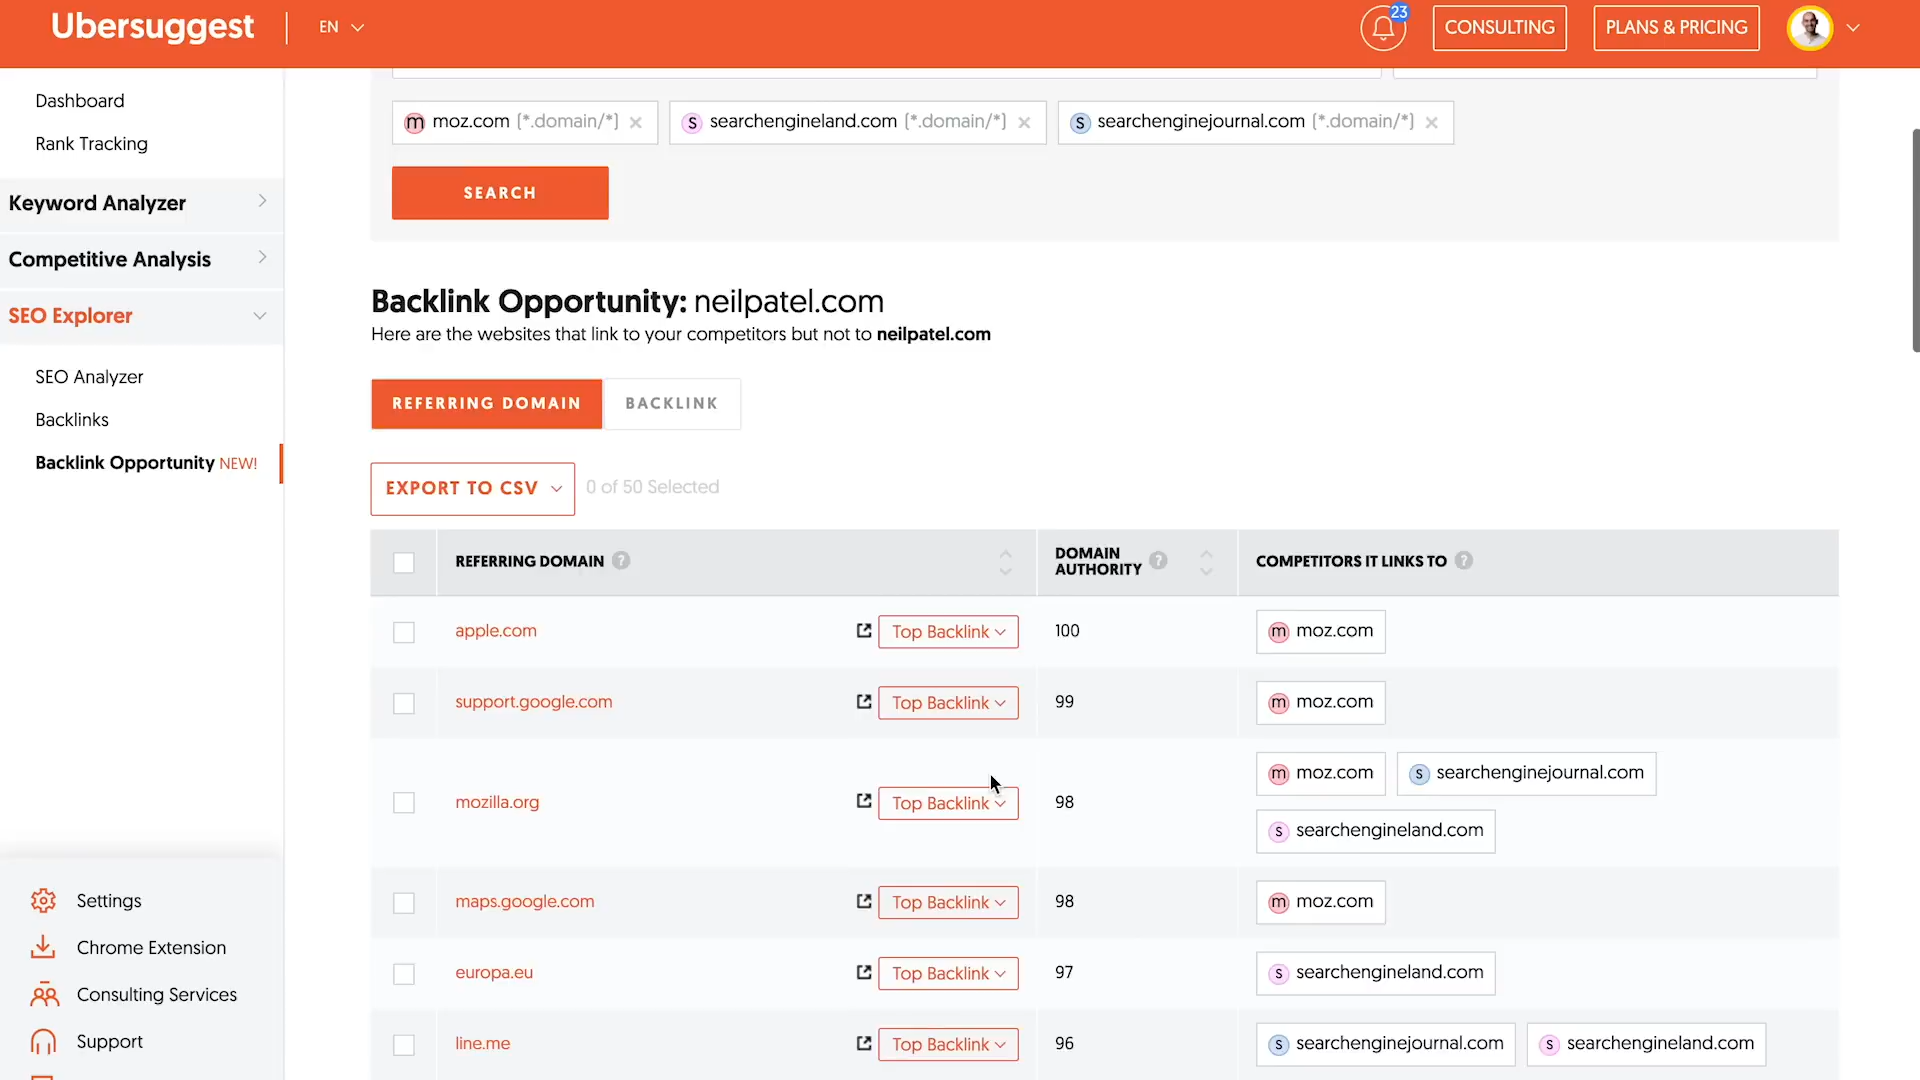 Ubersuggest
EN
23
CONSULTING
PLANS & PRICING
Dashboard
Rank Tracking
Keyword Analyzer
Competitive Analysis
SEO Explorer
SEO Analyzer
Backlinks
Backlink Opportunity NEW!
Settings
Chrome Extension
Consulting Services
Support
m moz.com (*.domain/*) ×
s searchengineland.com (*.domain/*) ×
s searchenginejournal.com (*.domain/*) ×
SEARCH
Backlink Opportunity: neilpatel.com
Here are the websites that link to your competitors but not to neilpatel.com
REFERRING DOMAIN
BACKLINK
EXPORT TO CSV
0 of 50 Selected
REFERRING DOMAIN ?
DOMAIN
AUTHORITY ?
COMPETITORS IT LINKS TO ?
apple.com Top Backlink 100 m moz.com
support.google.com Top Backlink 99 m moz.com
mozilla.org Top Backlink 98 m moz.com s searchenginejournal.com
s searchengineland.com
maps.google.com Top Backlink 98 m moz.com
europa.eu Top Backlink 97 s searchengineland.com
line.me Top Backlink 96 s searchenginejournal.com s searchengineland.com